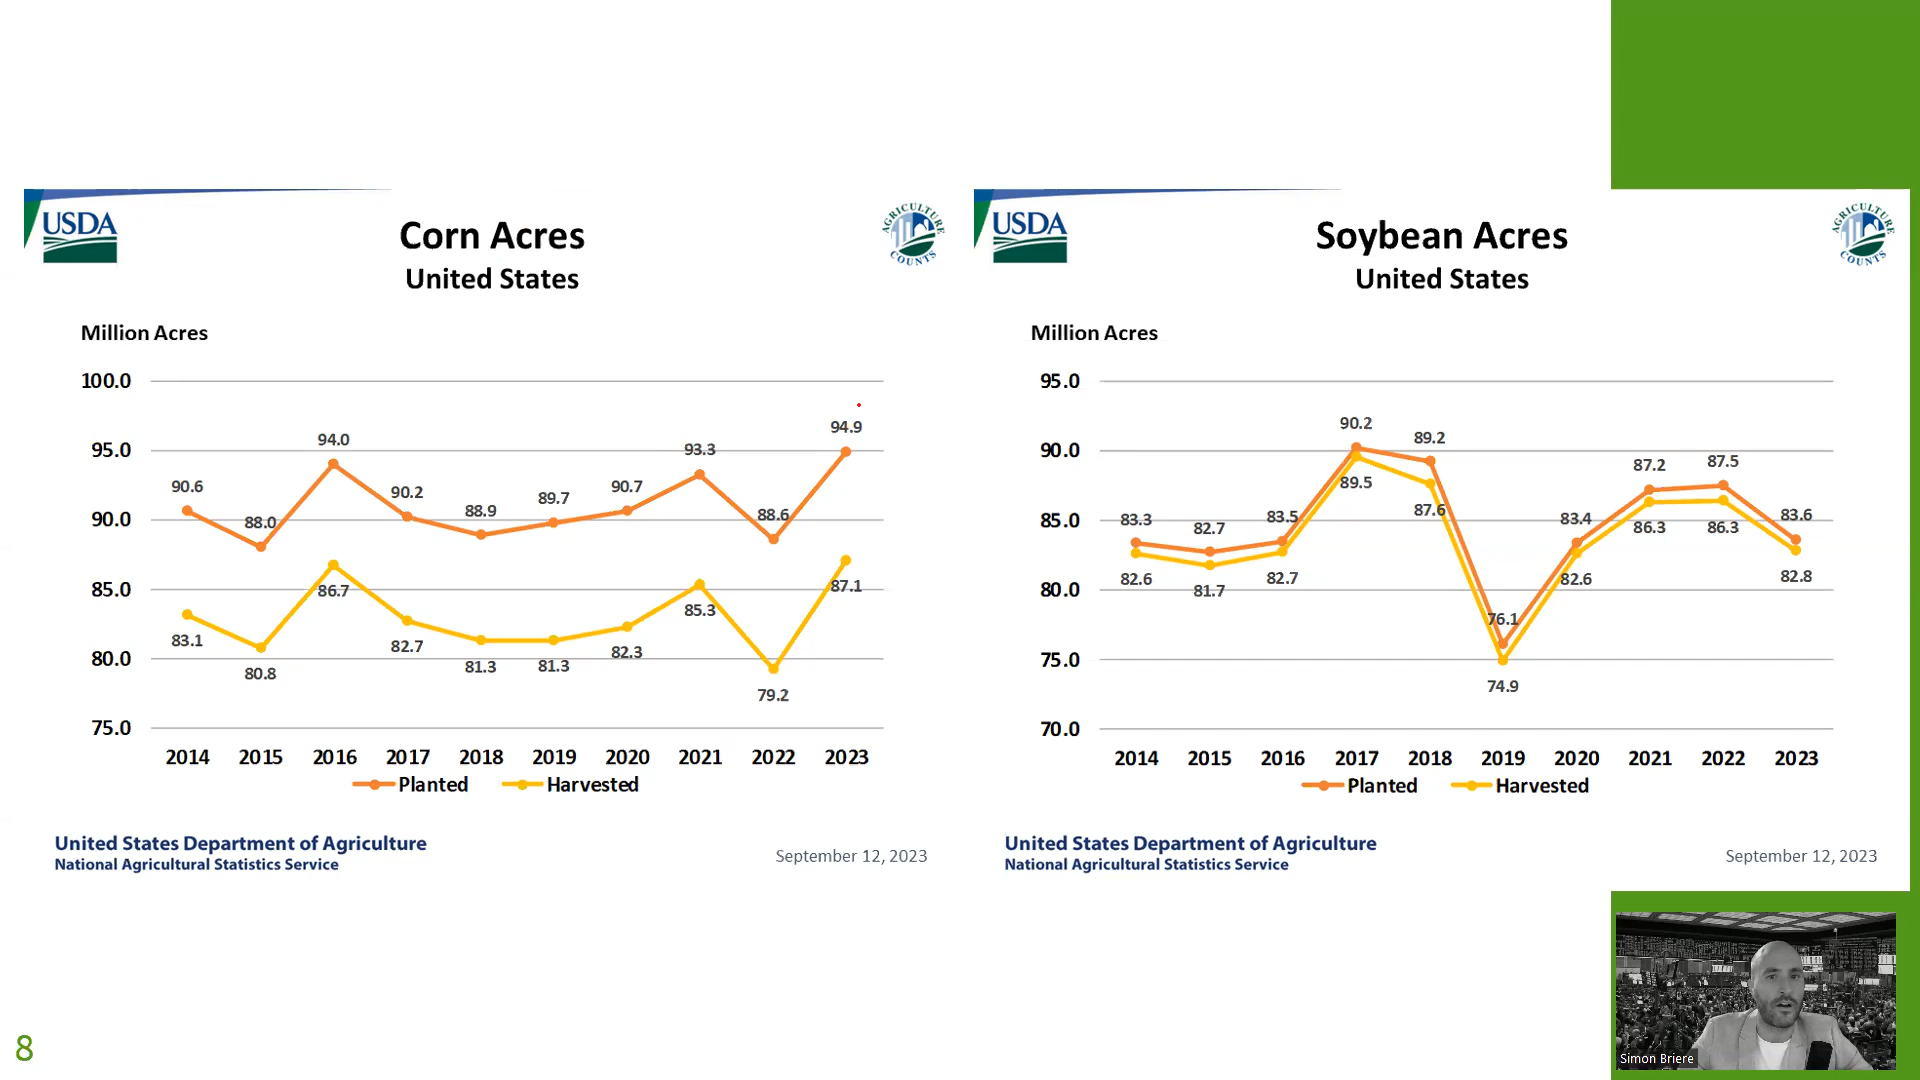 USDA
Corn Acres
United States
AGRICULTURE
COUNTS
Million Acres
100.0
95.0
90.0
85.0
80.0
75.0
90.6
88.0
94.0
90.2
88.9
89.7
90.7
93.3
88.6
94.9
83.1
80.8
86.7
82.7
81.3
81.3
82.3
85.3
79.2
87.1
2014 2015 2016 2017 2018 2019 2020 2021 2022 2023
Planted Harvested
United States Department of Agriculture
National Agricultural Statistics Service
September 12, 2023
USDA
Soybean Acres
United States
AGRICULTURE
COUNTS
Million Acres
95.0
90.0
85.0
80.0
75.0
70.0
83.3
82.7
83.5
90.2
89.2
76.1
83.4
87.2
87.5
83.6
82.6
81.7
82.7
89.5
87.6
74.9
82.6
86.3
86.3
82.8
2014 2015 2016 2017 2018 2019 2020 2021 2022 2023
Planted Harvested
United States Department of Agriculture
National Agricultural Statistics Service
September 12, 2023
Simon Briere
8